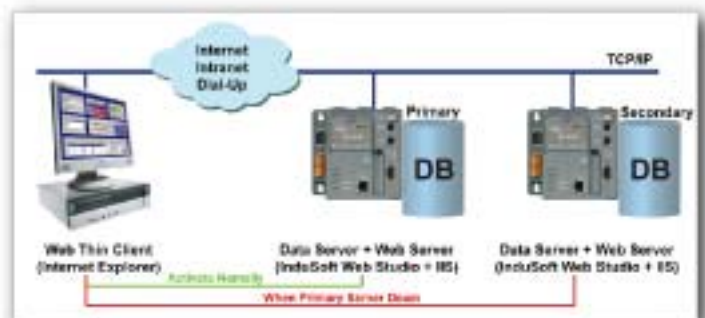 Internet
Intranet
Dial-Up
TCP/IP
Primary
Secondary
DB
DB
Web Thin Client
(Internet Explorer)
Data Server + Web Server
(InduSoft Web Studio + IIS)
Data Server + Web Server
(InduSoft Web Studio + IIS)
Activate Normally
When Primary Server Down